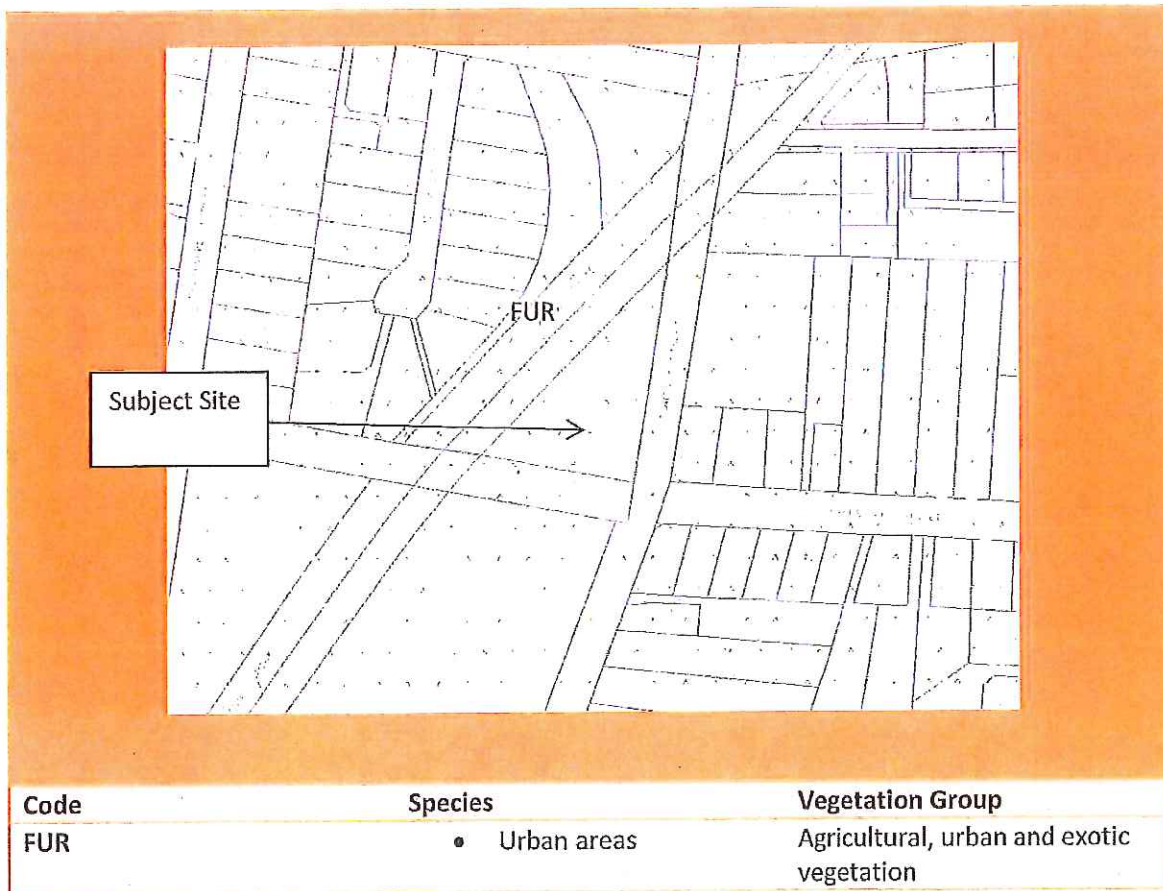 FUR
Subject Site
Code Species Vegetation Group
FUR • Urban areas Agricultural, urban and exotic
vegetation